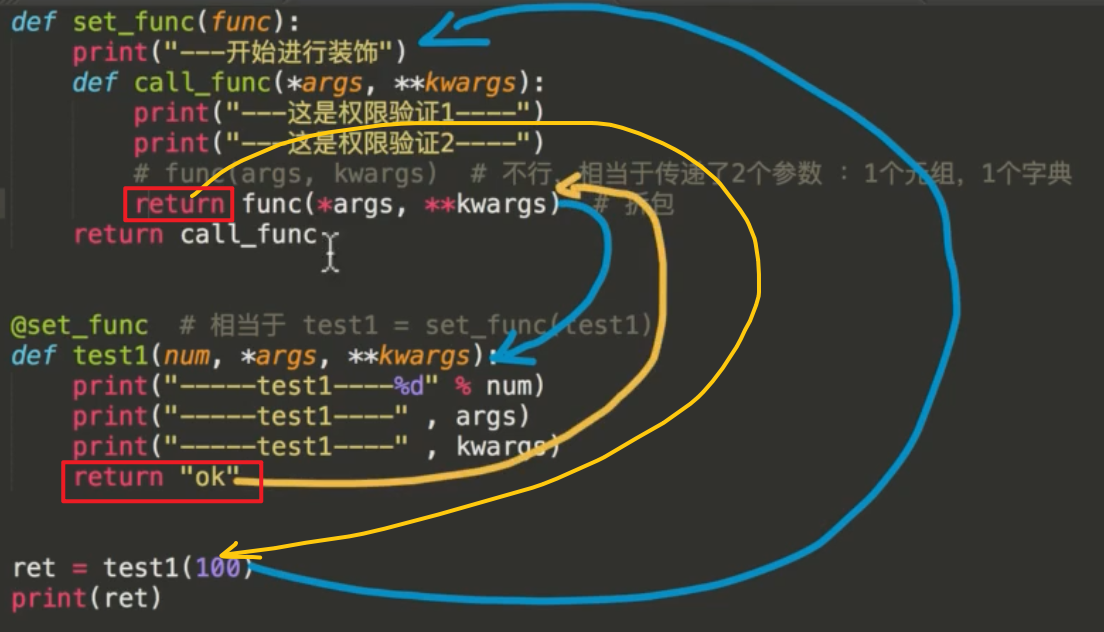 def set_func(func):
print("---开始进行装饰")
def call_func(*args, **kwargs):
print("---这是权限验证1----")
print("---这是权限验证2----")
# func(args, kwargs) # 不行，相当于传递了2个参数 ：1个元组，1个字典
return func(*args, **kwargs) # 拆包
return call_func
@set_func # 相当于 test1 = set_func(test1)
def test1(num, *args, **kwargs):
print("-----test1----%d" % num)
print("-----test1----" , args)
print("-----test1----" , kwargs)
return "ok"
ret = test1(100)
print(ret)